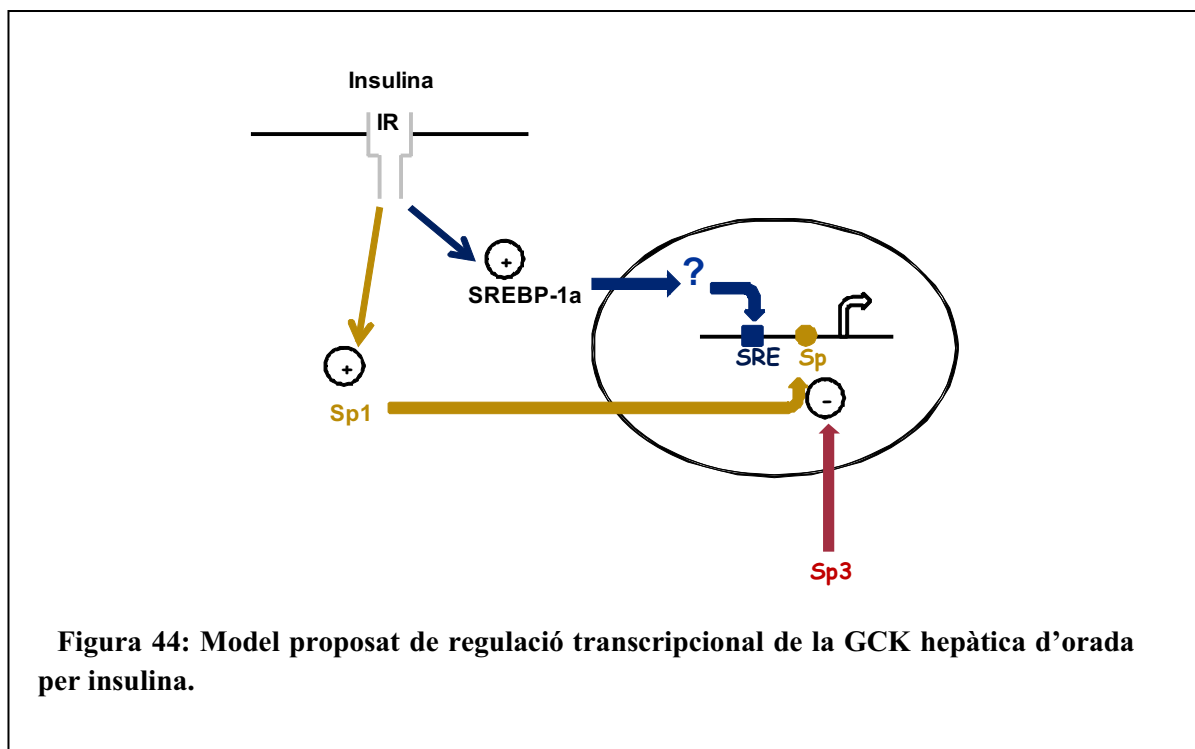 Insulina
IR
+
SREBP-1a
?
SRE
Sp
+
Sp1
-
Sp3
Figura 44: Model proposat de regulació transcripcional de la GCK hepàtica d’orada
per insulina.